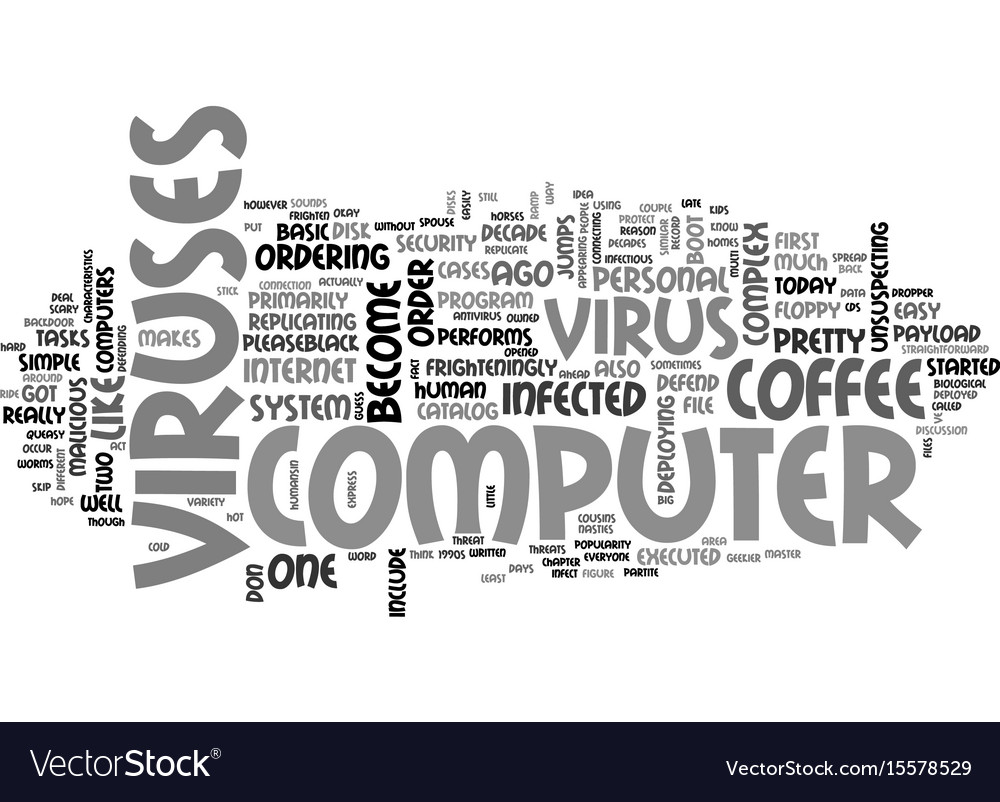 VIRUSES
COMPUTER
VIRUS
COFFEE
HOWEVER
SOUNDS
FRIGHTEN
OKAY
PUT
BASIC
DISK
WITHOUT
SPOUSE
DISKS
EASILY
STILL
HORSES
RAMP
WAY
IDEA
USING
COUPLE
LATE
KIDS
ORDERING
SECURITY
DECADE
REPLICATE
JUMPS
APPEARING
PEOPLE
CONNECTING
PROTECT
REASON
DECADES
SIMILAR
RECORD
BOOT
KNOW
HOMES
MULTI
COMPLEX
FIRST
MUCH
UNSUSPECTING
SPREAD
BACK
INFECTIOUS
ACTUALLY
CONNECTION
STICK
PRIMARILY
BECOME
ORDER
CASES
AGO
PERSONAL
TODAY
DATA
DROPPER
FLOPPY
CDS
EASY
PROGRAM
ANTIVIRUS
OWNED
REPLICATING
PLEASEBLACK
MAKES
PERFORMS
OPENED
PRETTY
PAYLOAD
STRAIGHTFORWARD
INTERNET
FACT
FRIGHTENINGLY
AHEAD
ALSO
SOMETIMES
STARTED
SYSTEM
GUESS
HUMAN
CATALOG
INFECTED
DEFEND
FILE
BIOLOGICAL
DEPLOYED
CALLED
VE
DISCUSSION
FILES
DEPLOYING
BIG
DEAL
SCARY
CHARACTERISTICS
COMPUTERS
BACKDOOR
TASKS
DEFENDING
HARD
SIMPLE
AROUND
RIDE
GOT
LIKE
REALLY
MALICIOUS
QUEASY
ACT
OCCUR
TWO
WORMS
DIFFERENT
SKIP
HOPE
WELL
THOUGH
VARIETY
HOT
COLD
HUMANSIN
EXPRESS
LITTLE
DON
ONE
WORD
INCLUDE
THREAT
THINK
1990S
WRITTEN
LEAST
DAYS
THREATS
CHAPTER
INFECT
FIGURE
PARTITE
COUSINS
NASTIES
POPULARITY
EVERYONE
EXECUTED
AREA
GEEKIER
MASTER
VectorStock®
VectorStock.com/15578529